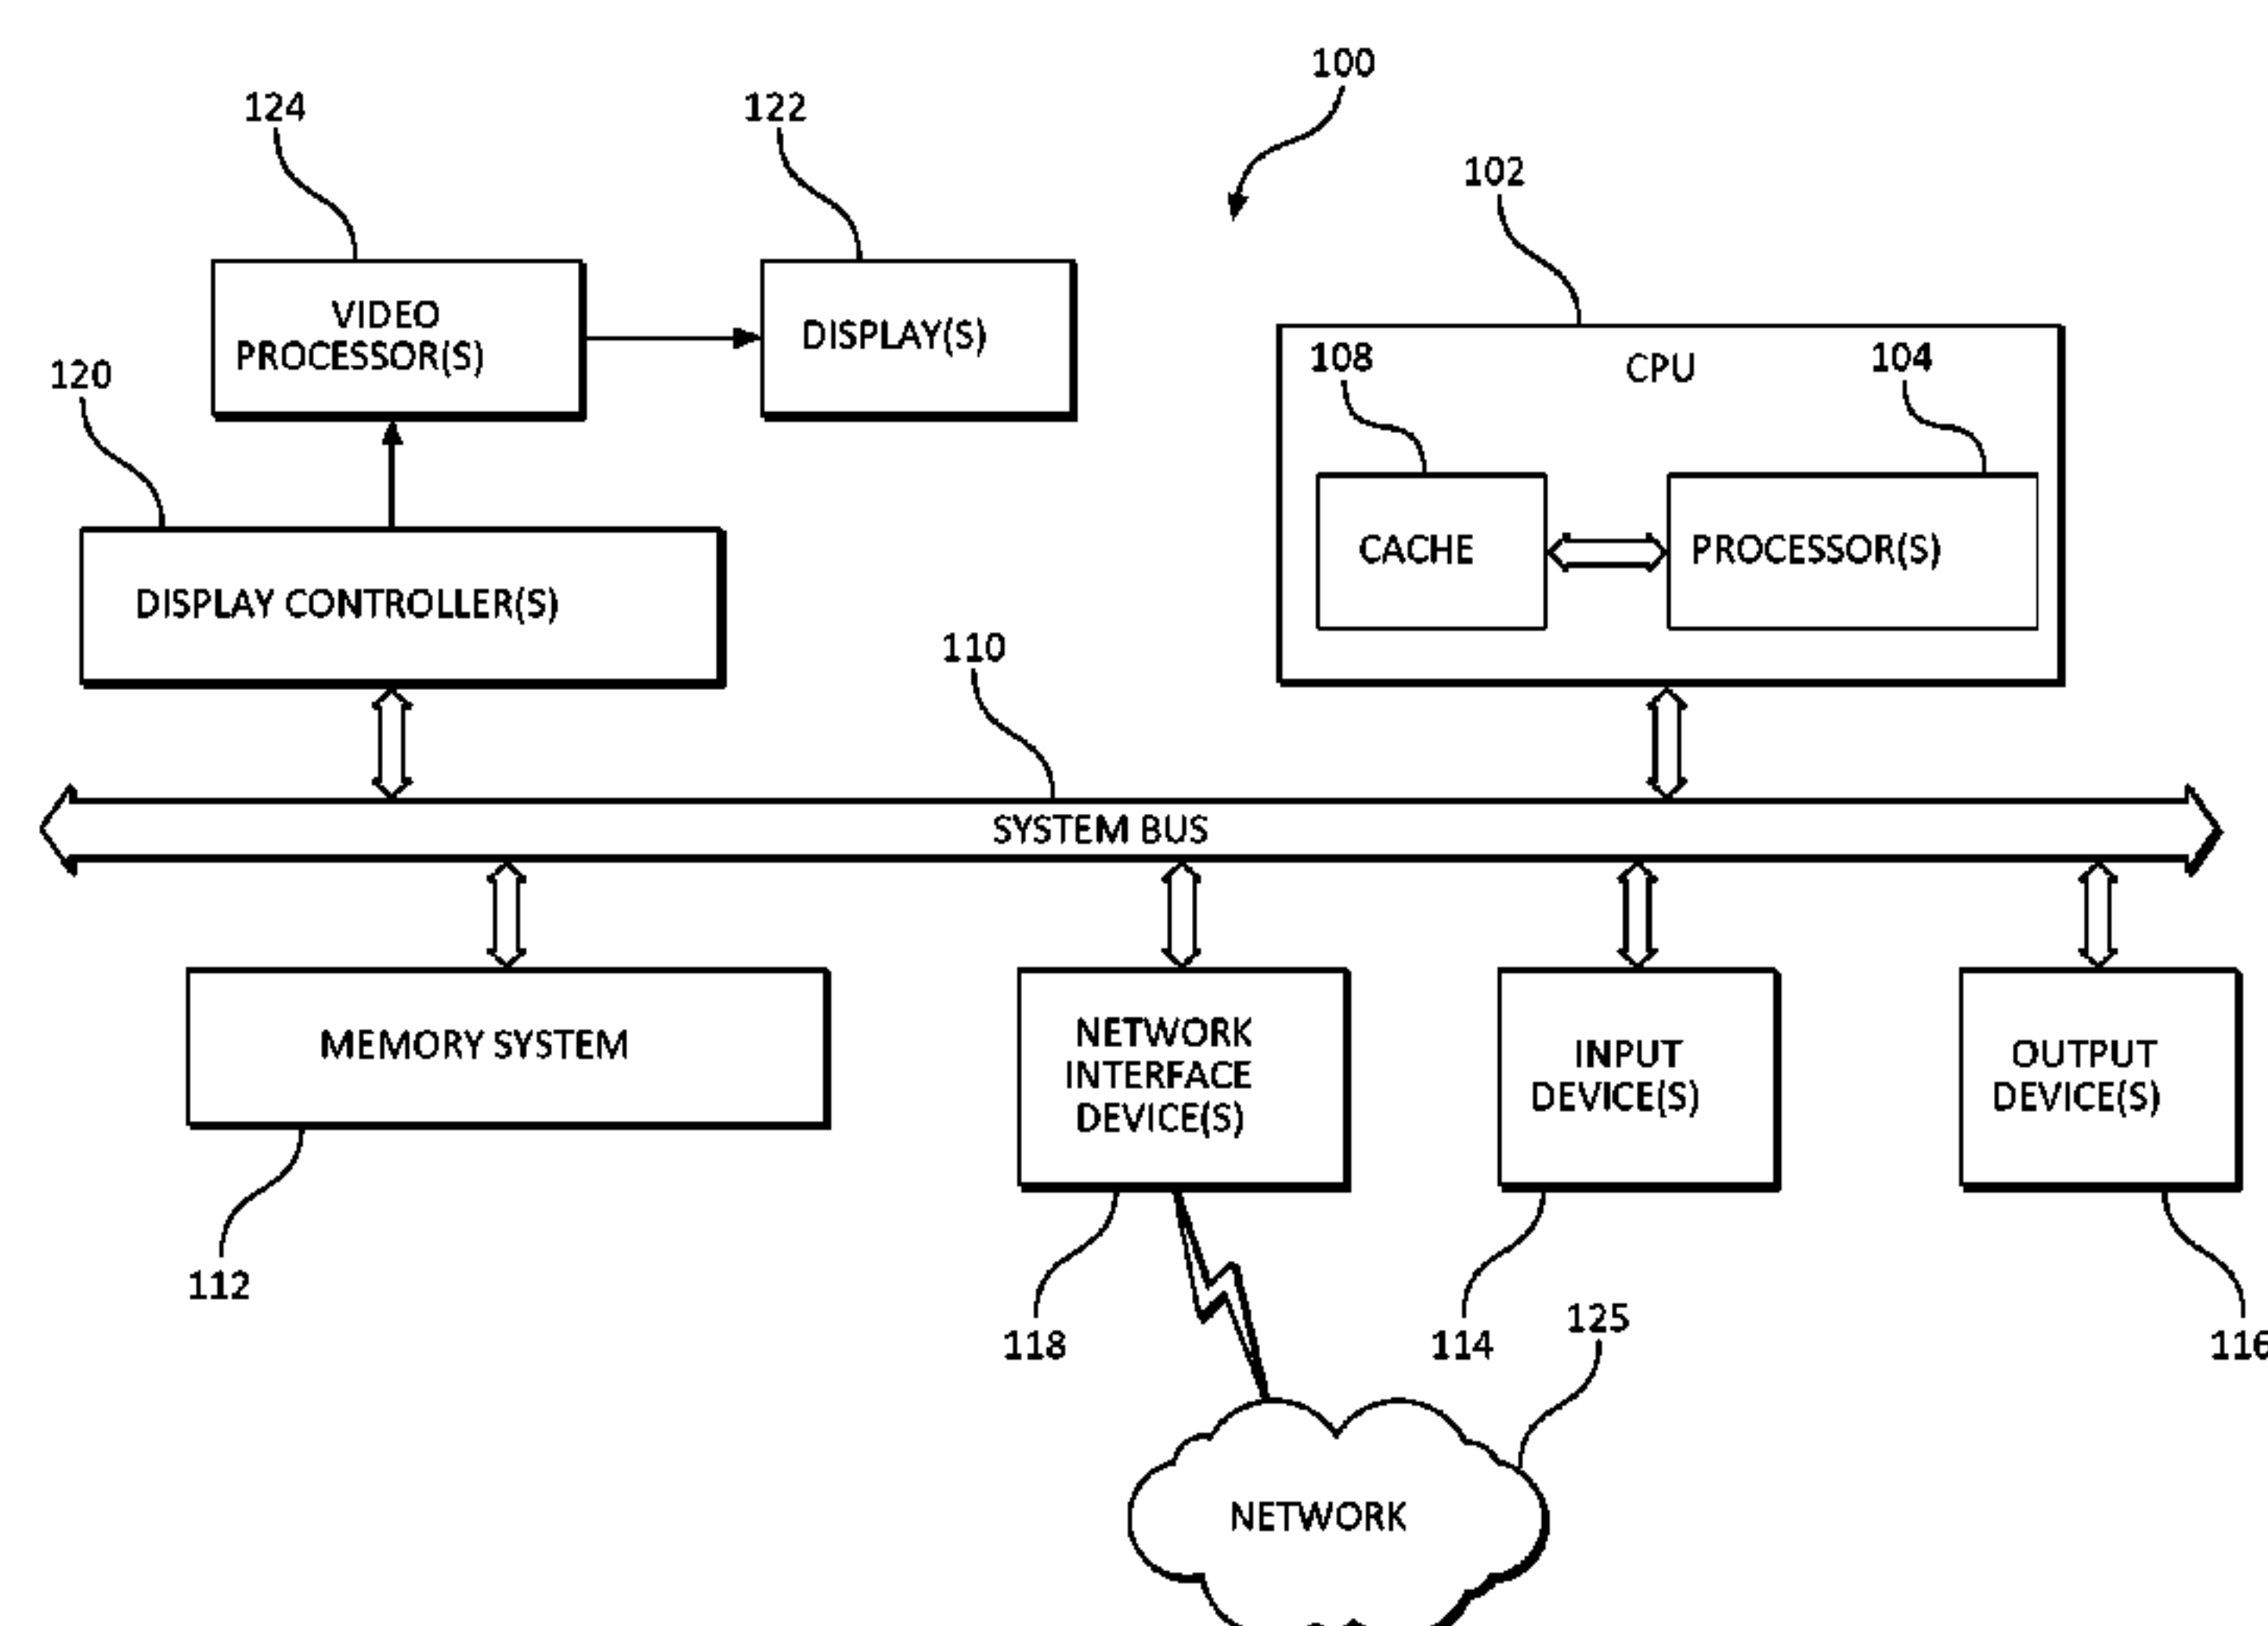 100
124
122
102
VIDEO
PROCESSOR(S)
DISPLAY(S)
120
CPU
108
104
CACHE
PROCESSOR(S)
DISPLAY CONTROLLER(S)
110
SYSTEM BUS
MEMORY SYSTEM
NETWORK
INTERFACE
DEVICE(S)
INPUT
DEVICE(S)
OUTPUT
DEVICE(S)
112
118
114
125
116
NETWORK